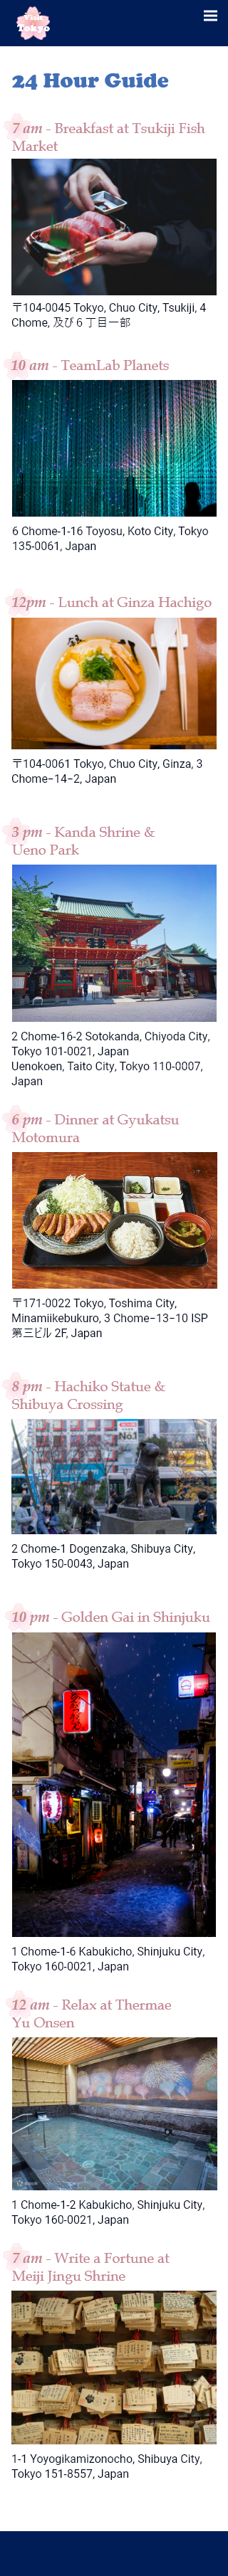 Visit
Tokyo
24 Hour Guide
7 am - Breakfast at Tsukiji Fish
Market
〒104-0045 Tokyo, Chuo City, Tsukiji, 4
Chome, 及び６丁目一部
10 am - TeamLab Planets
6 Chome-1-16 Toyosu, Koto City, Tokyo
135-0061, Japan
12pm - Lunch at Ginza Hachigo
〒104-0061 Tokyo, Chuo City, Ginza, 3
Chome−14−2, Japan
3 pm - Kanda Shrine &
Ueno Park
2 Chome-16-2 Sotokanda, Chiyoda City,
Tokyo 101-0021, Japan
Uenokoen, Taito City, Tokyo 110-0007,
Japan
6 pm - Dinner at Gyukatsu
Motomura
〒171-0022 Tokyo, Toshima City,
Minamiikebukuro, 3 Chome−13−10 ISP
第三ビル 2F, Japan
8 pm - Hachiko Statue &
Shibuya Crossing
No1
2 Chome-1 Dogenzaka, Shibuya City,
Tokyo 150-0043, Japan
10 pm - Golden Gai in Shinjuku
1 Chome-1-6 Kabukicho, Shinjuku City,
Tokyo 160-0021, Japan
12 am - Relax at Thermae
Yu Onsen
1 Chome-1-2 Kabukicho, Shinjuku City,
Tokyo 160-0021, Japan
7 am - Write a Fortune at
Meiji Jingu Shrine
1-1 Yoyogikamizonocho, Shibuya City,
Tokyo 151-8557, Japan